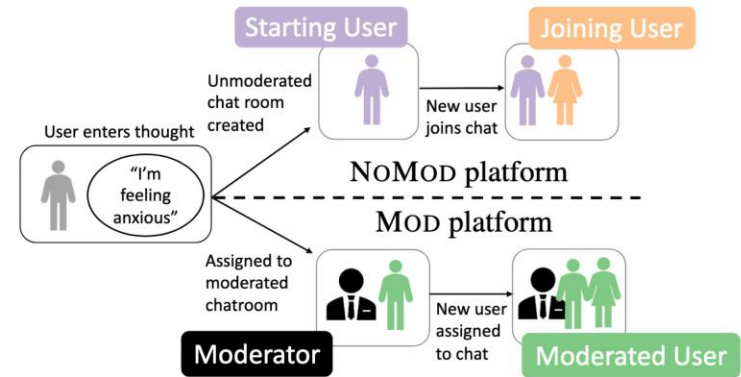 Starting User
Joining User
Unmoderated
chat room
created
New user
joins chat
User enters thought
“I’m
feeling
anxious”
NOMOD platform
MOD platform
Assigned to
moderated
chatroom
New user
assigned
to chat
Moderator
Moderated User